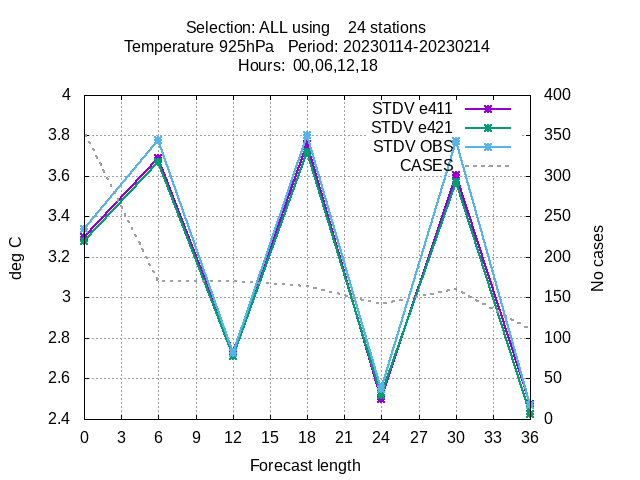 Selection: ALL using    24 stations
Temperature 925hPa   Period: 20230114-20230214
Hours:  00,06,12,18
4
3.8
3.6
3.4
3.2
3
2.8
2.6
2.4
deg C
400
350
300
250
200
150
100
50
0
No cases
STDV e411
STDV e421
STDV OBS
CASES
0 3 6 9 12 15 18 21 24 27 30 33 36
Forecast length